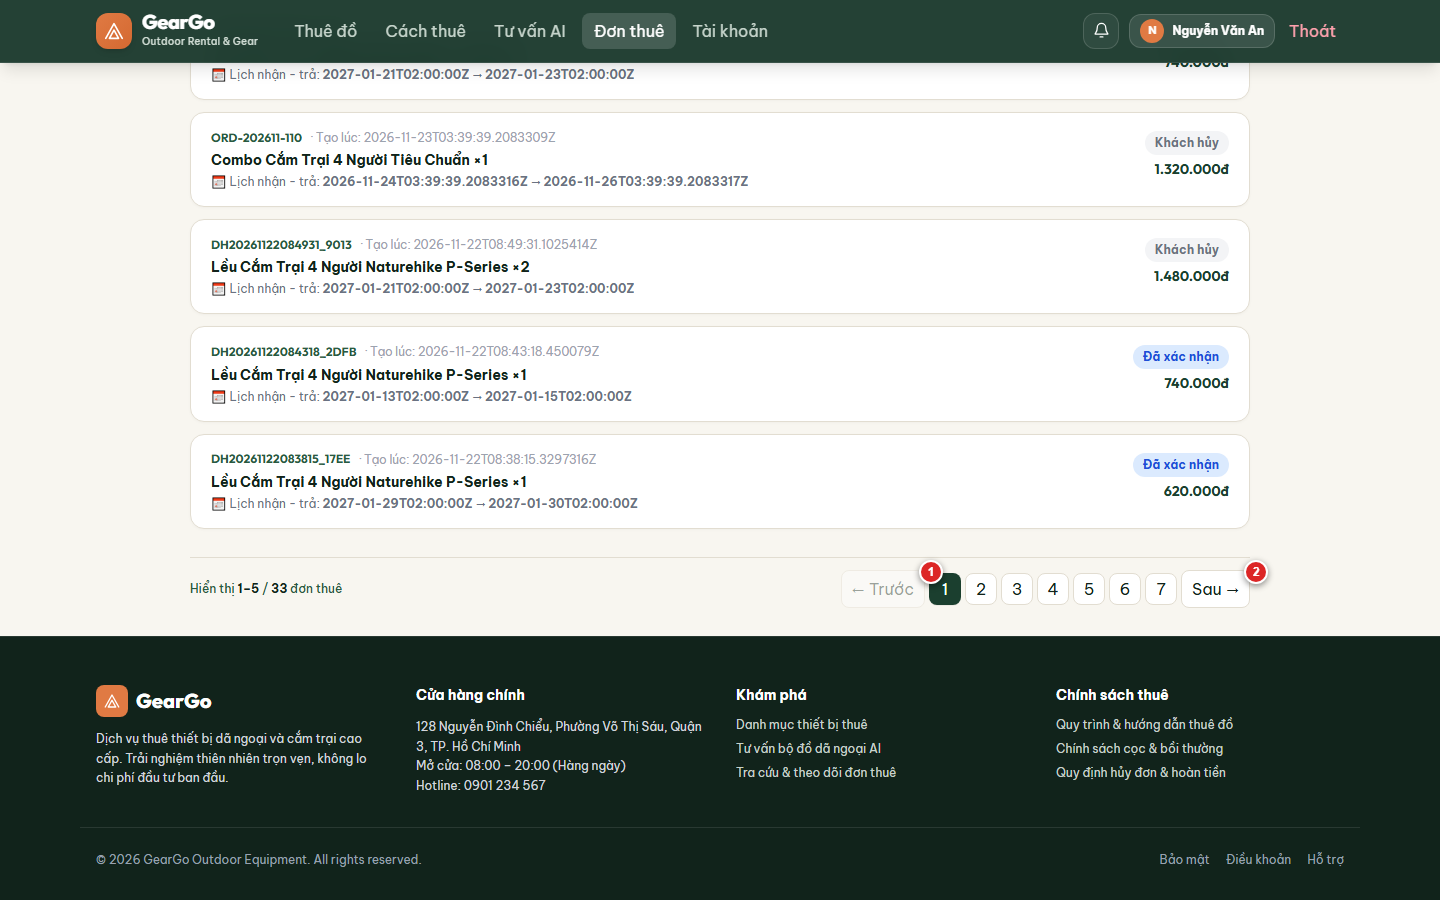 GearGo
Outdoor Rental & Gear
Thuê đồ
Cách thuê
Tư vấn AI
Đơn thuê
Tài khoản
N
Nguyễn Văn An
Thoát
Lịch nhận - trả: 2027-01-21T02:00:00Z → 2027-01-23T02:00:00Z
740.000đ
ORD-202611-110 · Tạo lúc: 2026-11-23T03:39:39.2083309Z
Khách hủy
Combo Cắm Trại 4 Người Tiêu Chuẩn ×1
1.320.000đ
Lịch nhận - trả: 2026-11-24T03:39:39.2083316Z → 2026-11-26T03:39:39.2083317Z
DH20261122084931_9013 · Tạo lúc: 2026-11-22T08:49:31.1025414Z
Khách hủy
Lều Cắm Trại 4 Người Naturehike P-Series ×2
1.480.000đ
Lịch nhận - trả: 2027-01-21T02:00:00Z → 2027-01-23T02:00:00Z
DH20261122084318_2DFB · Tạo lúc: 2026-11-22T08:43:18.450079Z
Đã xác nhận
Lều Cắm Trại 4 Người Naturehike P-Series ×1
740.000đ
Lịch nhận - trả: 2027-01-13T02:00:00Z → 2027-01-15T02:00:00Z
DH20261122083815_17EE · Tạo lúc: 2026-11-22T08:38:15.3297316Z
Đã xác nhận
Lều Cắm Trại 4 Người Naturehike P-Series ×1
620.000đ
Lịch nhận - trả: 2027-01-29T02:00:00Z → 2027-01-30T02:00:00Z
Hiển thị 1-5 / 33 đơn thuê
← Trước
1
1
2
3
4
5
6
7
Sau →
2
GearGo
Dịch vụ thuê thiết bị dã ngoại và cắm trại cao
cấp. Trải nghiệm thiên nhiên trọn vẹn, không lo
chi phí đầu tư ban đầu.
Cửa hàng chính
128 Nguyễn Đình Chiểu, Phường Võ Thị Sáu, Quận
3, TP. Hồ Chí Minh
Mở cửa: 08:00 – 20:00 (Hàng ngày)
Hotline: 0901 234 567
Khám phá
Danh mục thiết bị thuê
Tư vấn bộ đồ dã ngoại AI
Tra cứu & theo dõi đơn thuê
Chính sách thuê
Quy trình & hướng dẫn thuê đồ
Chính sách cọc & bồi thường
Quy định hủy đơn & hoàn tiền
© 2026 GearGo Outdoor Equipment. All rights reserved.
Bảo mật
Điều khoản
Hỗ trợ